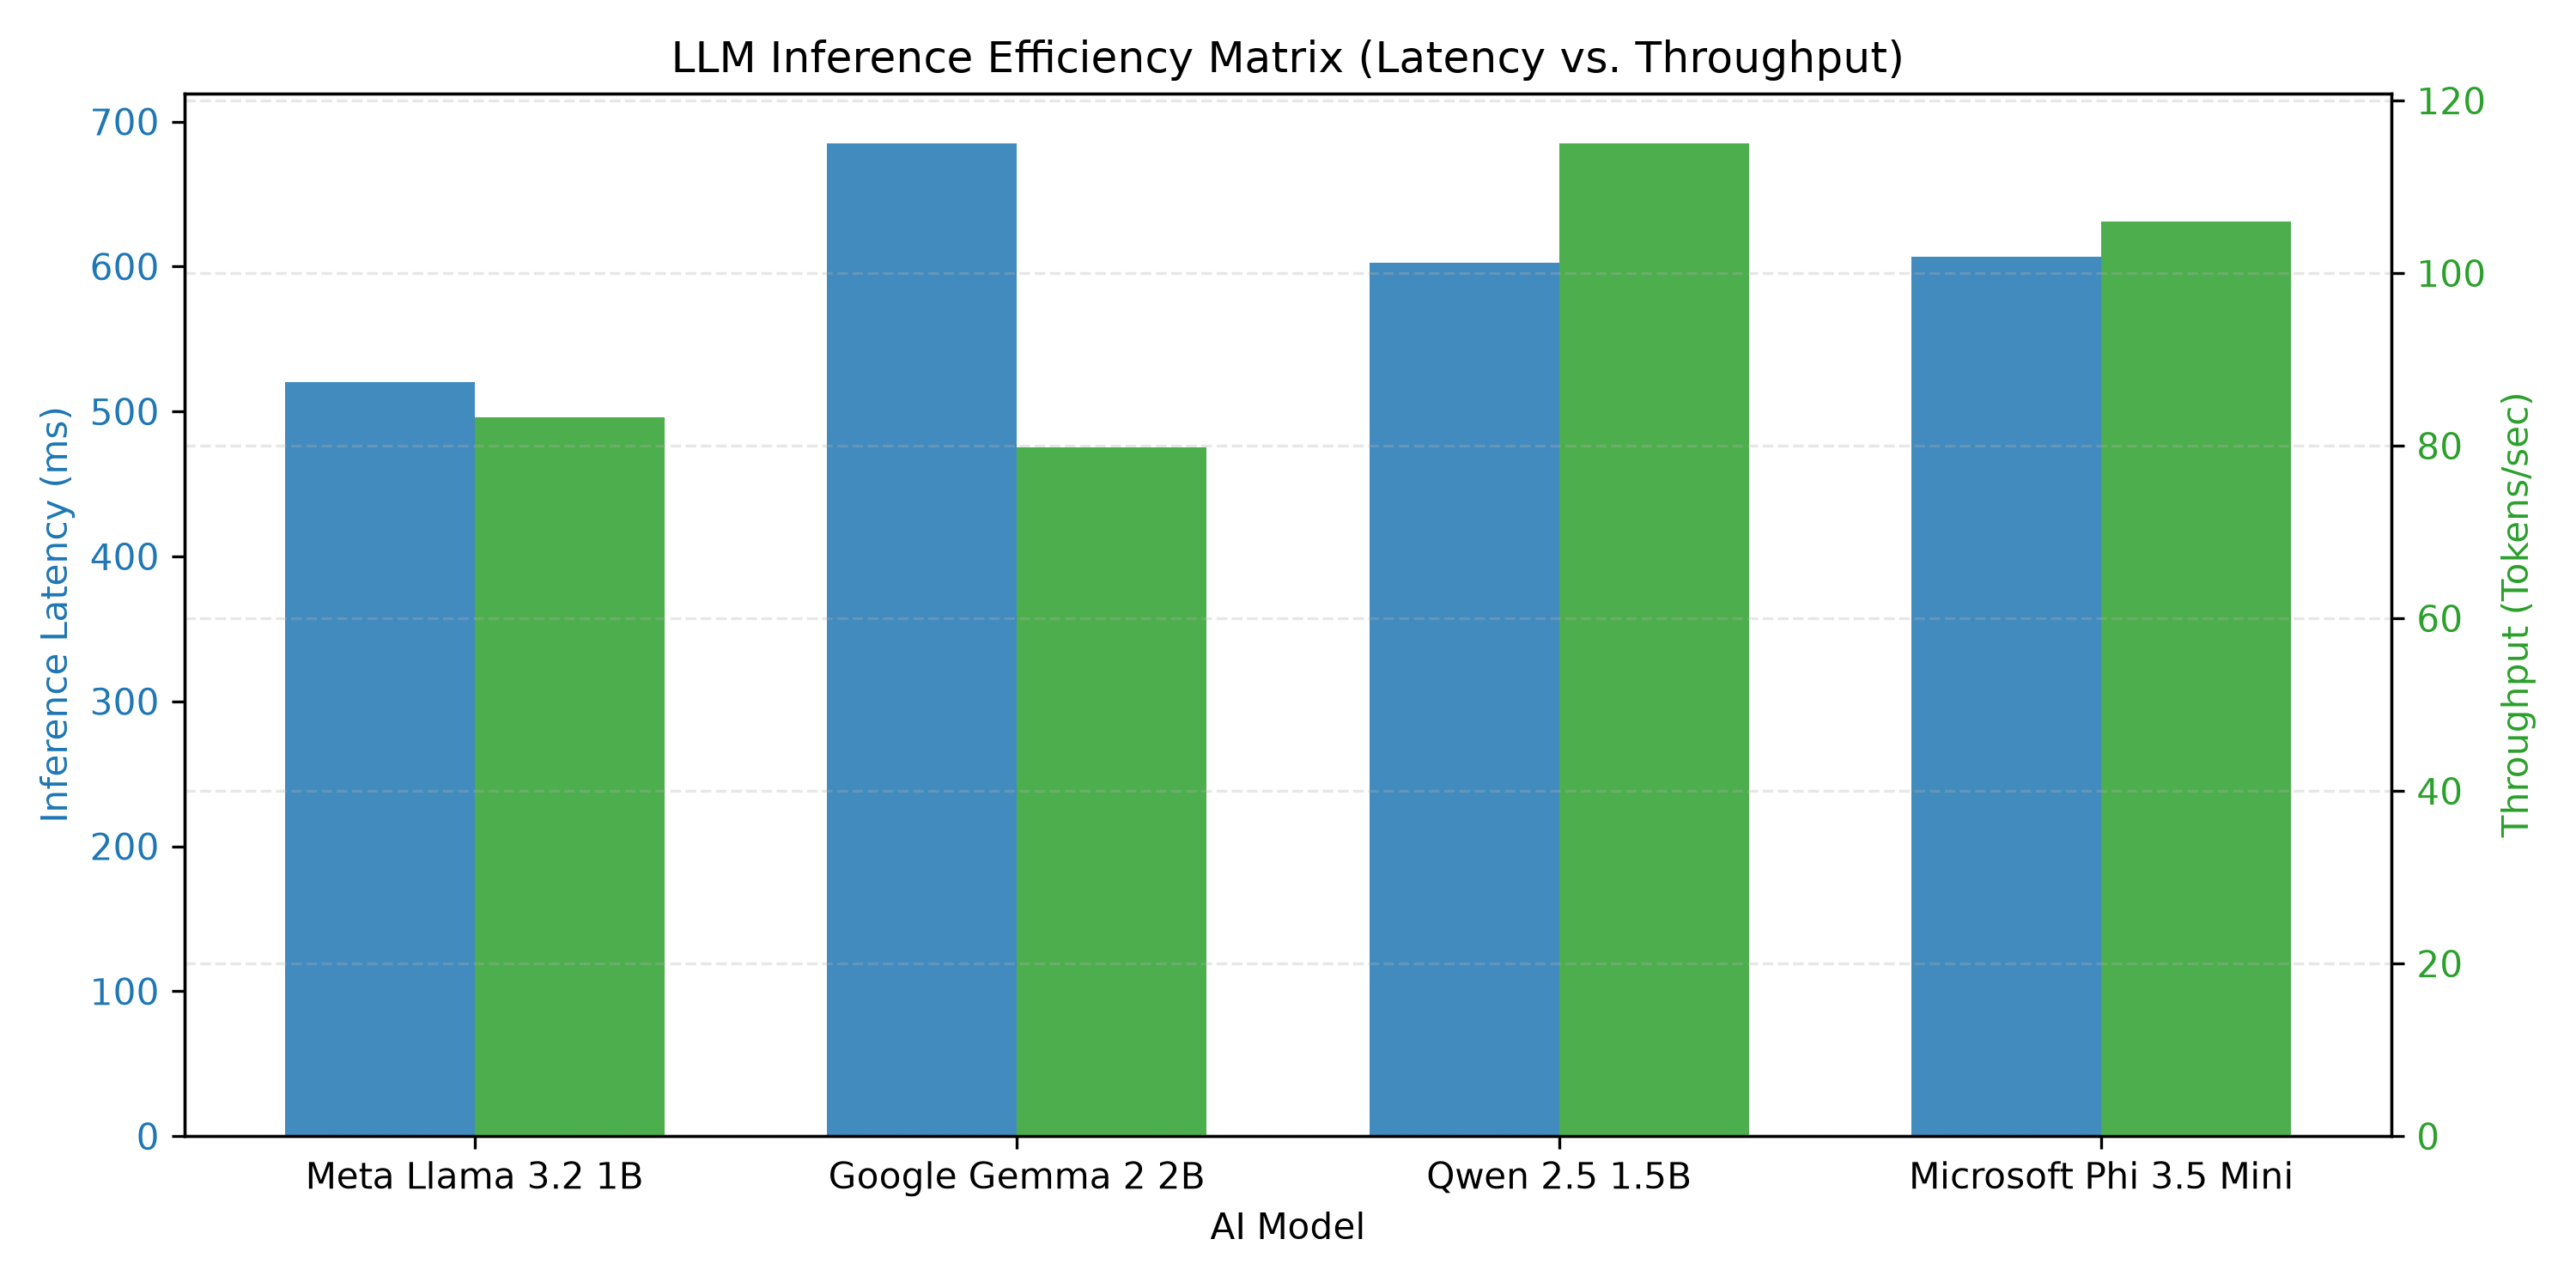 LLM Inference Efficiency Matrix (Latency vs. Throughput)
Inference Latency (ms)
700
600
500
400
300
200
100
0
120
100
80
60
40
20
0
Throughput (Tokens/sec)
Meta Llama 3.2 1B
Google Gemma 2 2B
Qwen 2.5 1.5B
Microsoft Phi 3.5 Mini
AI Model